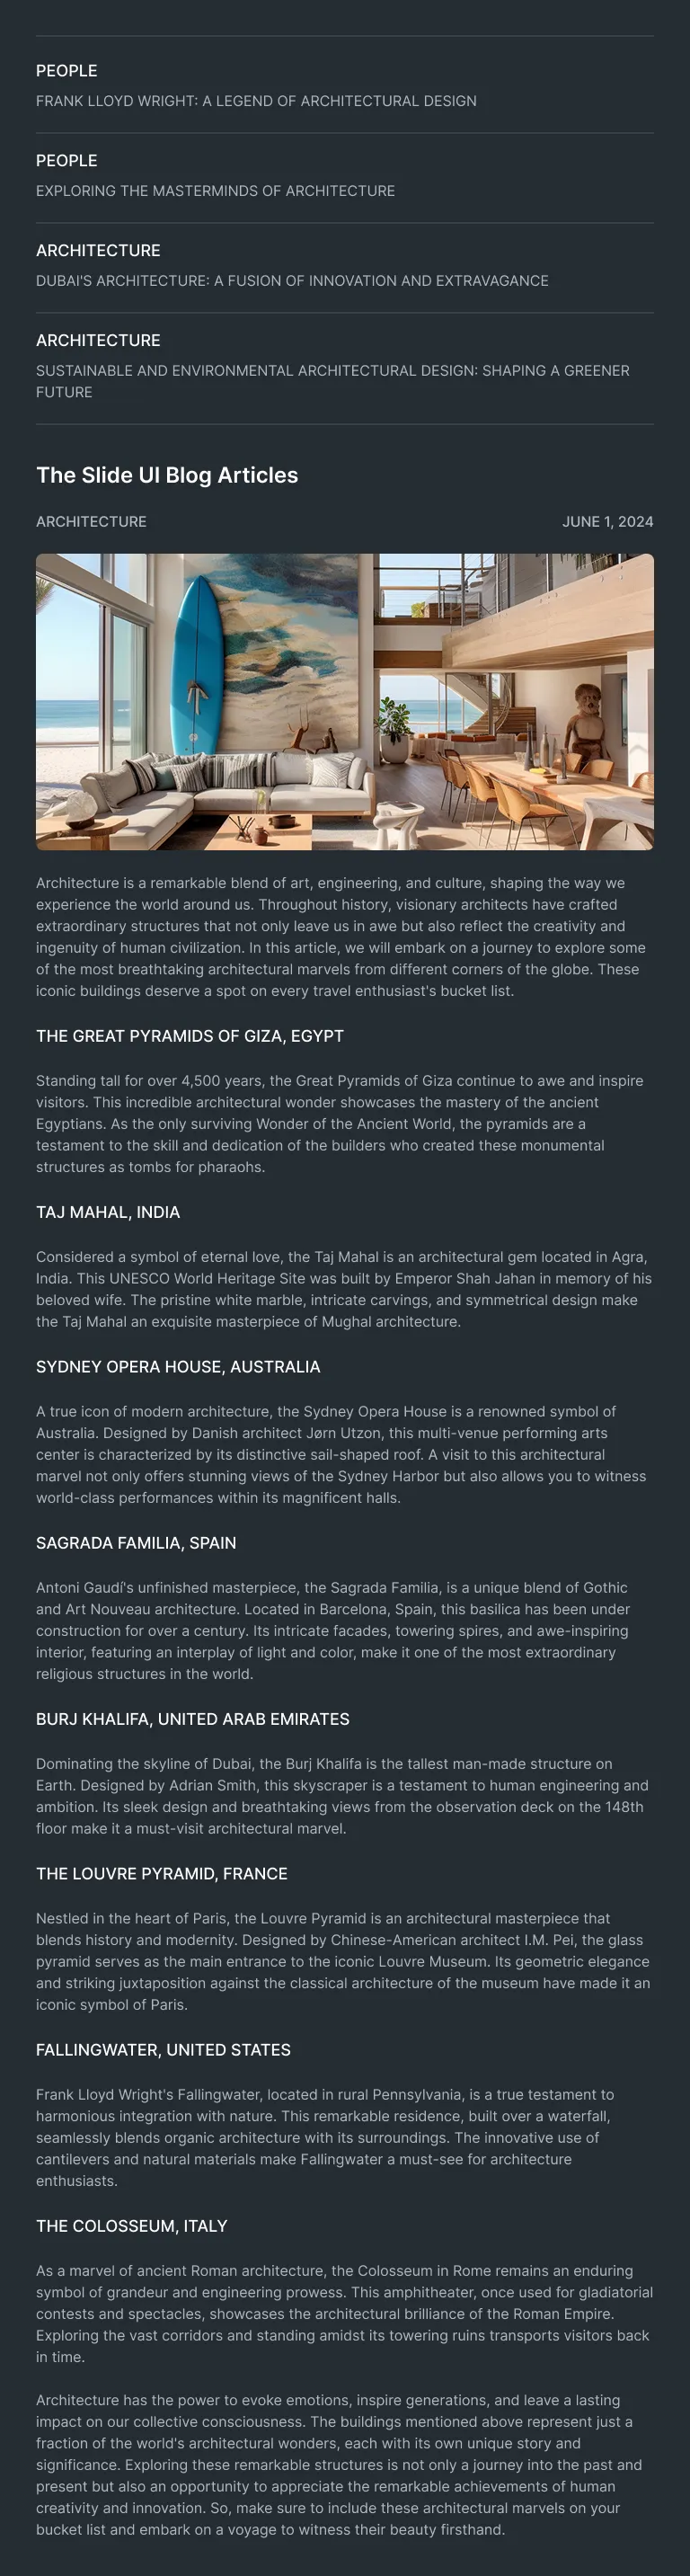 PEOPLE
FRANK LLOYD WRIGHT: A LEGEND OF ARCHITECTURAL DESIGN
PEOPLE
EXPLORING THE MASTERMINDS OF ARCHITECTURE
ARCHITECTURE
DUBAI'S ARCHITECTURE: A FUSION OF INNOVATION AND EXTRAVAGANCE
ARCHITECTURE
SUSTAINABLE AND ENVIRONMENTAL ARCHITECTURAL DESIGN: SHAPING A GREENER
FUTURE
The Slide UI Blog Articles
ARCHITECTURE JUNE 1, 2024
Architecture is a remarkable blend of art, engineering, and culture, shaping the way we
experience the world around us. Throughout history, visionary architects have crafted
extraordinary structures that not only leave us in awe but also reflect the creativity and
ingenuity of human civilization. In this article, we will embark on a journey to explore some
of the most breathtaking architectural marvels from different corners of the globe. These
iconic buildings deserve a spot on every travel enthusiast's bucket list.
THE GREAT PYRAMIDS OF GIZA, EGYPT
Standing tall for over 4,500 years, the Great Pyramids of Giza continue to awe and inspire
visitors. This incredible architectural wonder showcases the mastery of the ancient
Egyptians. As the only surviving Wonder of the Ancient World, the pyramids are a
testament to the skill and dedication of the builders who created these monumental
structures as tombs for pharaohs.
TAJ MAHAL, INDIA
Considered a symbol of eternal love, the Taj Mahal is an architectural gem located in Agra,
India. This UNESCO World Heritage Site was built by Emperor Shah Jahan in memory of his
beloved wife. The pristine white marble, intricate carvings, and symmetrical design make
the Taj Mahal an exquisite masterpiece of Mughal architecture.
SYDNEY OPERA HOUSE, AUSTRALIA
A true icon of modern architecture, the Sydney Opera House is a renowned symbol of
Australia. Designed by Danish architect Jørn Utzon, this multi-venue performing arts
center is characterized by its distinctive sail-shaped roof. A visit to this architectural
marvel not only offers stunning views of the Sydney Harbor but also allows you to witness
world-class performances within its magnificent halls.
SAGRADA FAMILIA, SPAIN
Antoni Gaudí's unfinished masterpiece, the Sagrada Familia, is a unique blend of Gothic
and Art Nouveau architecture. Located in Barcelona, Spain, this basilica has been under
construction for over a century. Its intricate facades, towering spires, and awe-inspiring
interior, featuring an interplay of light and color, make it one of the most extraordinary
religious structures in the world.
BURJ KHALIFA, UNITED ARAB EMIRATES
Dominating the skyline of Dubai, the Burj Khalifa is the tallest man-made structure on
Earth. Designed by Adrian Smith, this skyscraper is a testament to human engineering and
ambition. Its sleek design and breathtaking views from the observation deck on the 148th
floor make it a must-visit architectural marvel.
THE LOUVRE PYRAMID, FRANCE
Nestled in the heart of Paris, the Louvre Pyramid is an architectural masterpiece that
blends history and modernity. Designed by Chinese-American architect I.M. Pei, the glass
pyramid serves as the main entrance to the iconic Louvre Museum. Its geometric elegance
and striking juxtaposition against the classical architecture of the museum have made it an
iconic symbol of Paris.
FALLINGWATER, UNITED STATES
Frank Lloyd Wright's Fallingwater, located in rural Pennsylvania, is a true testament to
harmonious integration with nature. This remarkable residence, built over a waterfall,
seamlessly blends organic architecture with its surroundings. The innovative use of
cantilevers and natural materials make Fallingwater a must-see for architecture
enthusiasts.
THE COLOSSEUM, ITALY
As a marvel of ancient Roman architecture, the Colosseum in Rome remains an enduring
symbol of grandeur and engineering prowess. This amphitheater, once used for gladiatorial
contests and spectacles, showcases the architectural brilliance of the Roman Empire.
Exploring the vast corridors and standing amidst its towering ruins transports visitors back
in time.
Architecture has the power to evoke emotions, inspire generations, and leave a lasting
impact on our collective consciousness. The buildings mentioned above represent just a
fraction of the world's architectural wonders, each with its own unique story and
significance. Exploring these remarkable structures is not only a journey into the past and
present but also an opportunity to appreciate the remarkable achievements of human
creativity and innovation. So, make sure to include these architectural marvels on your
bucket list and embark on a voyage to witness their beauty firsthand.